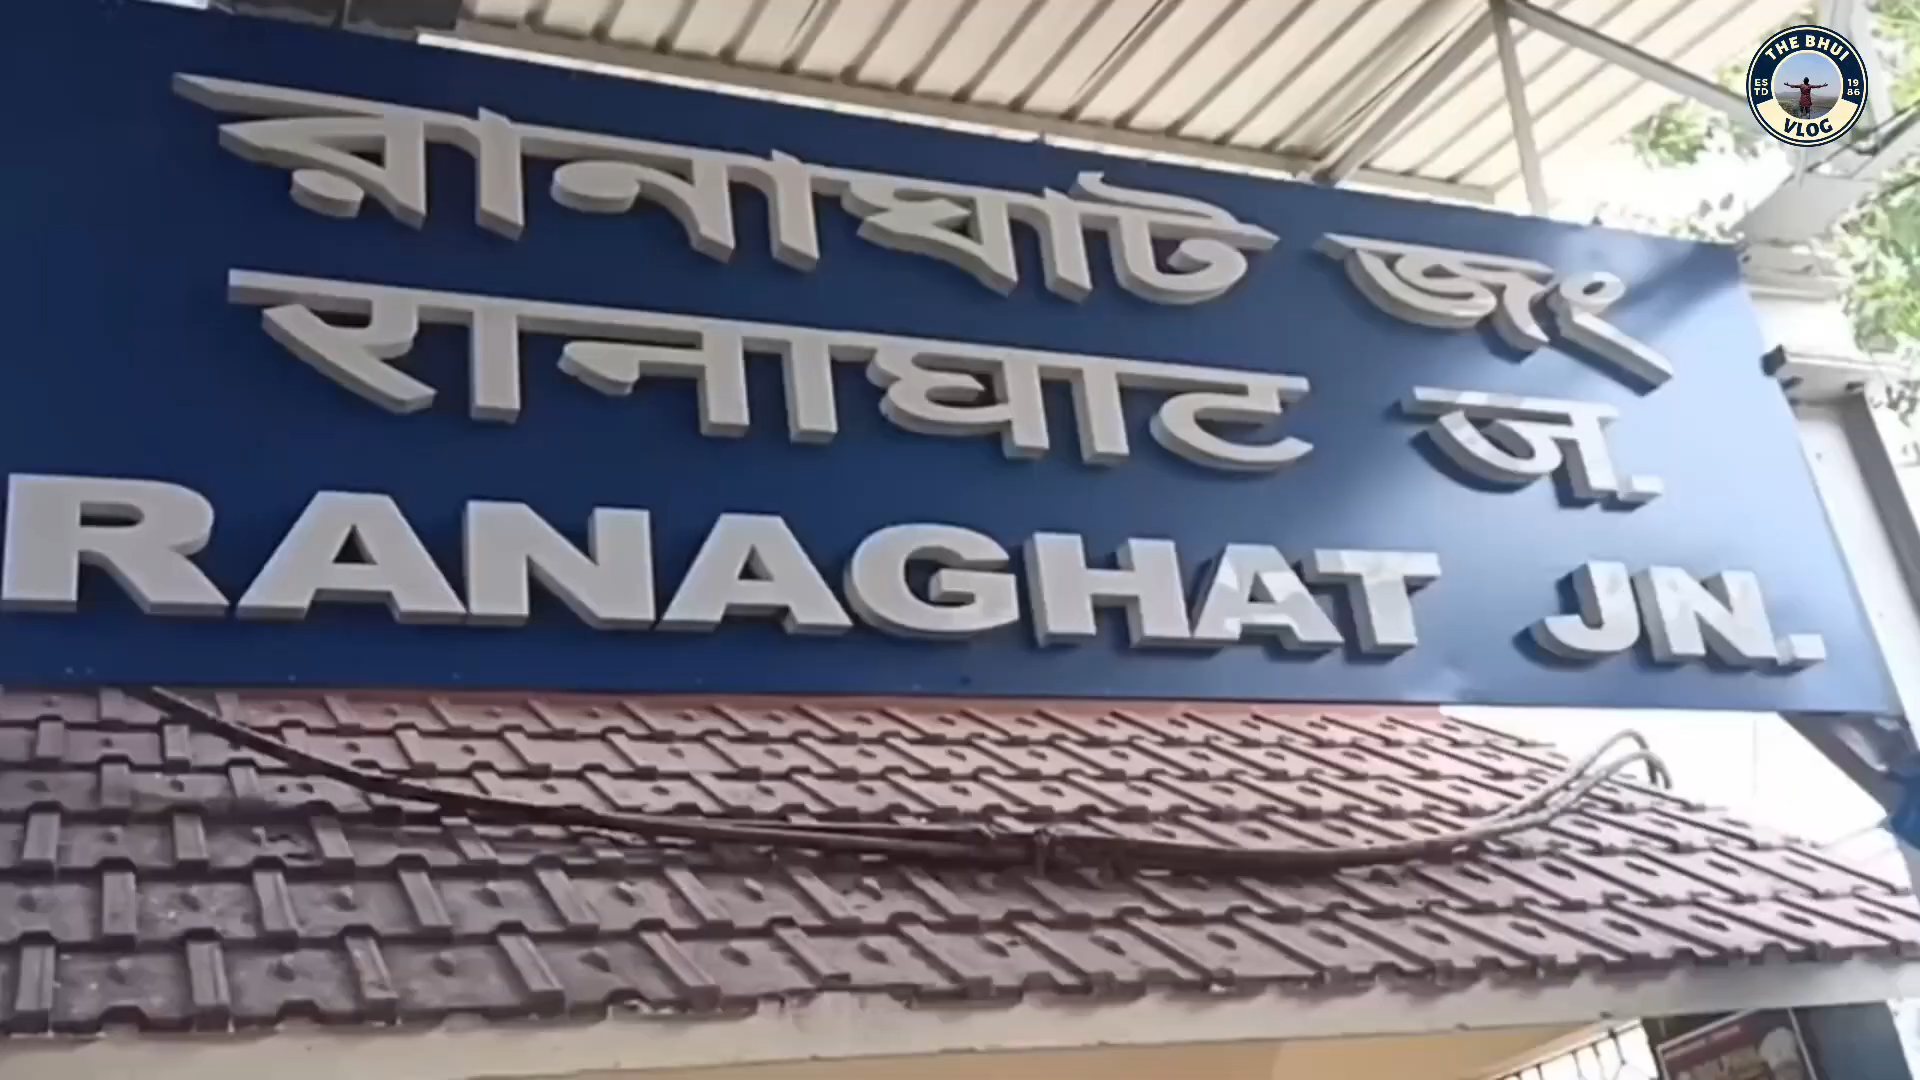 রানাঘাট জং
रानाघाट ज.
RANAGHAT JN.
THE BHUI
ESTD 1986
VLOG